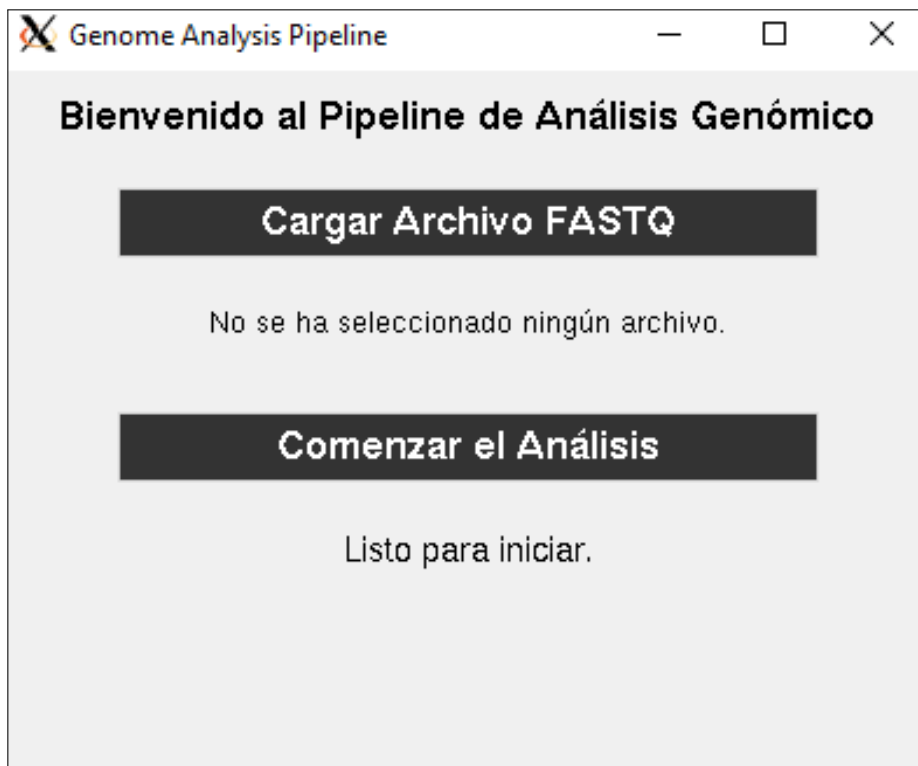 Genome Analysis Pipeline
Bienvenido al Pipeline de Análisis Genómico
Cargar Archivo FASTQ
No se ha seleccionado ningún archivo.
Comenzar el Análisis
Listo para iniciar.